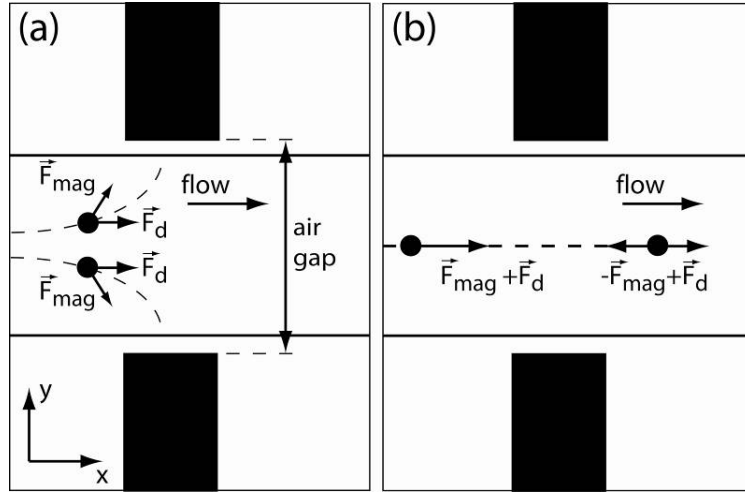 (a)
F⃗mag
flow
F⃗d
air
gap
F⃗d
F⃗mag
y
x
(b)
flow
F⃗mag +F⃗d
-F⃗mag+F⃗d